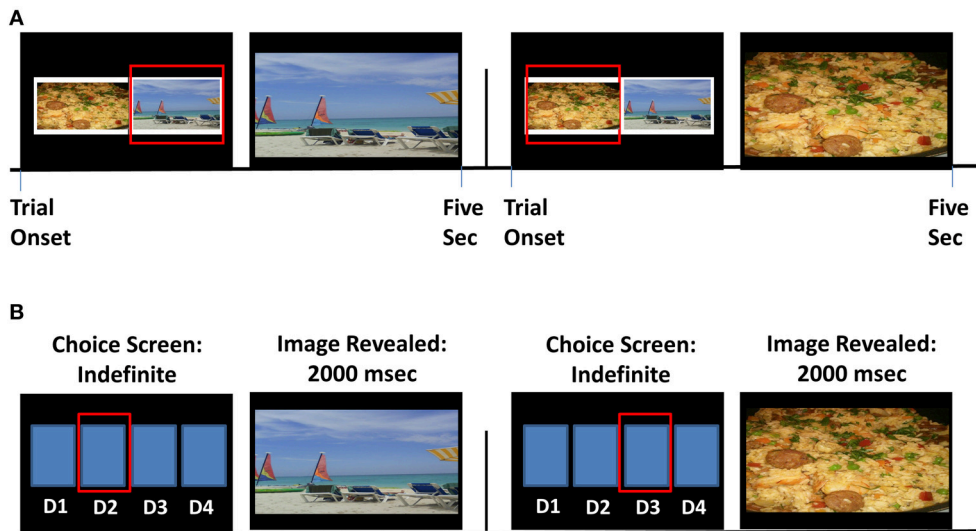 A
Trial Five Trial Five
Onset Sec Onset Sec
B
Choice Screen: Image Revealed: Choice Screen: Image Revealed:
Indefinite 2000 msec Indefinite 2000 msec
D1 D2 D3 D4 D1 D2 D3 D4